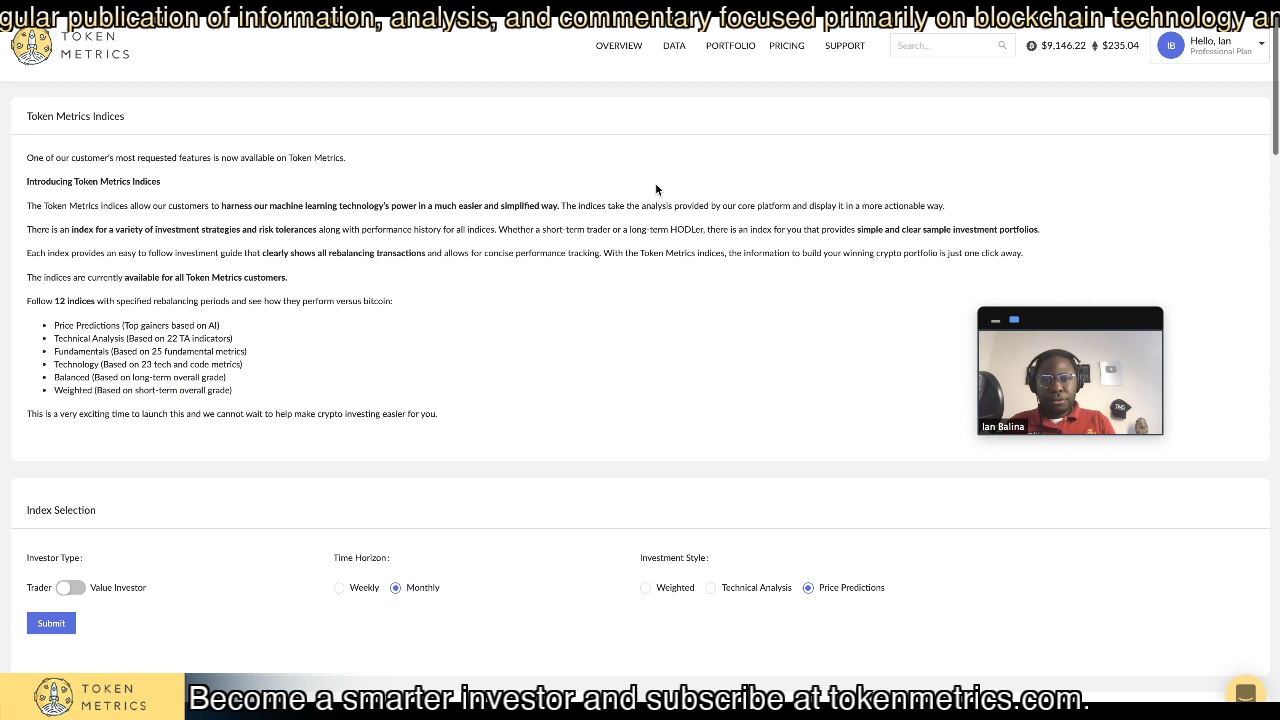 gular publication of information, analysis, and commentary focused primarily on blockchain technology an
TOKEN
METRICS
OVERVIEW DATA PORTFOLIO PRICING SUPPORT Search... $9,146.22 $235.04 IB Hello, Ian
Professional Plan
Token Metrics Indices
One of our customer's most requested features is now available on Token Metrics.
Introducing Token Metrics Indices
The Token Metrics indices allow our customers to harness our machine learning technology's power in a much easier and simplified way. The indices take the analysis provided by our core platform and display it in a more actionable way.
There is an index for a variety of investment strategies and risk tolerances along with performance history for all indices. Whether a short-term trader or a long-term HODLer, there is an index for you that provides simple and clear sample investment portfolios.
Each index provides an easy to follow investment guide that clearly shows all rebalancing transactions and allows for concise performance tracking. With the Token Metrics indices, the information to build your winning crypto portfolio is just one click away.
The indices are currently available for all Token Metrics customers.
Follow 12 indices with specified rebalancing periods and see how they perform versus bitcoin:
• Price Predictions (Top gainers based on AI)
• Technical Analysis (Based on 22 TA indicators)
• Fundamentals (Based on 25 fundamental metrics)
• Technology (Based on 23 tech and code metrics)
• Balanced (Based on long-term overall grade)
• Weighted (Based on short-term overall grade)
This is a very exciting time to launch this and we cannot wait to help make crypto investing easier for you.
Ian Balina
Index Selection
Investor Type: Time Horizon: Investment Style:
Trader Value Investor Weekly Monthly Weighted Technical Analysis Price Predictions
Submit
TOKEN
METRICS
Become a smarter investor and subscribe at tokenmetrics.com.